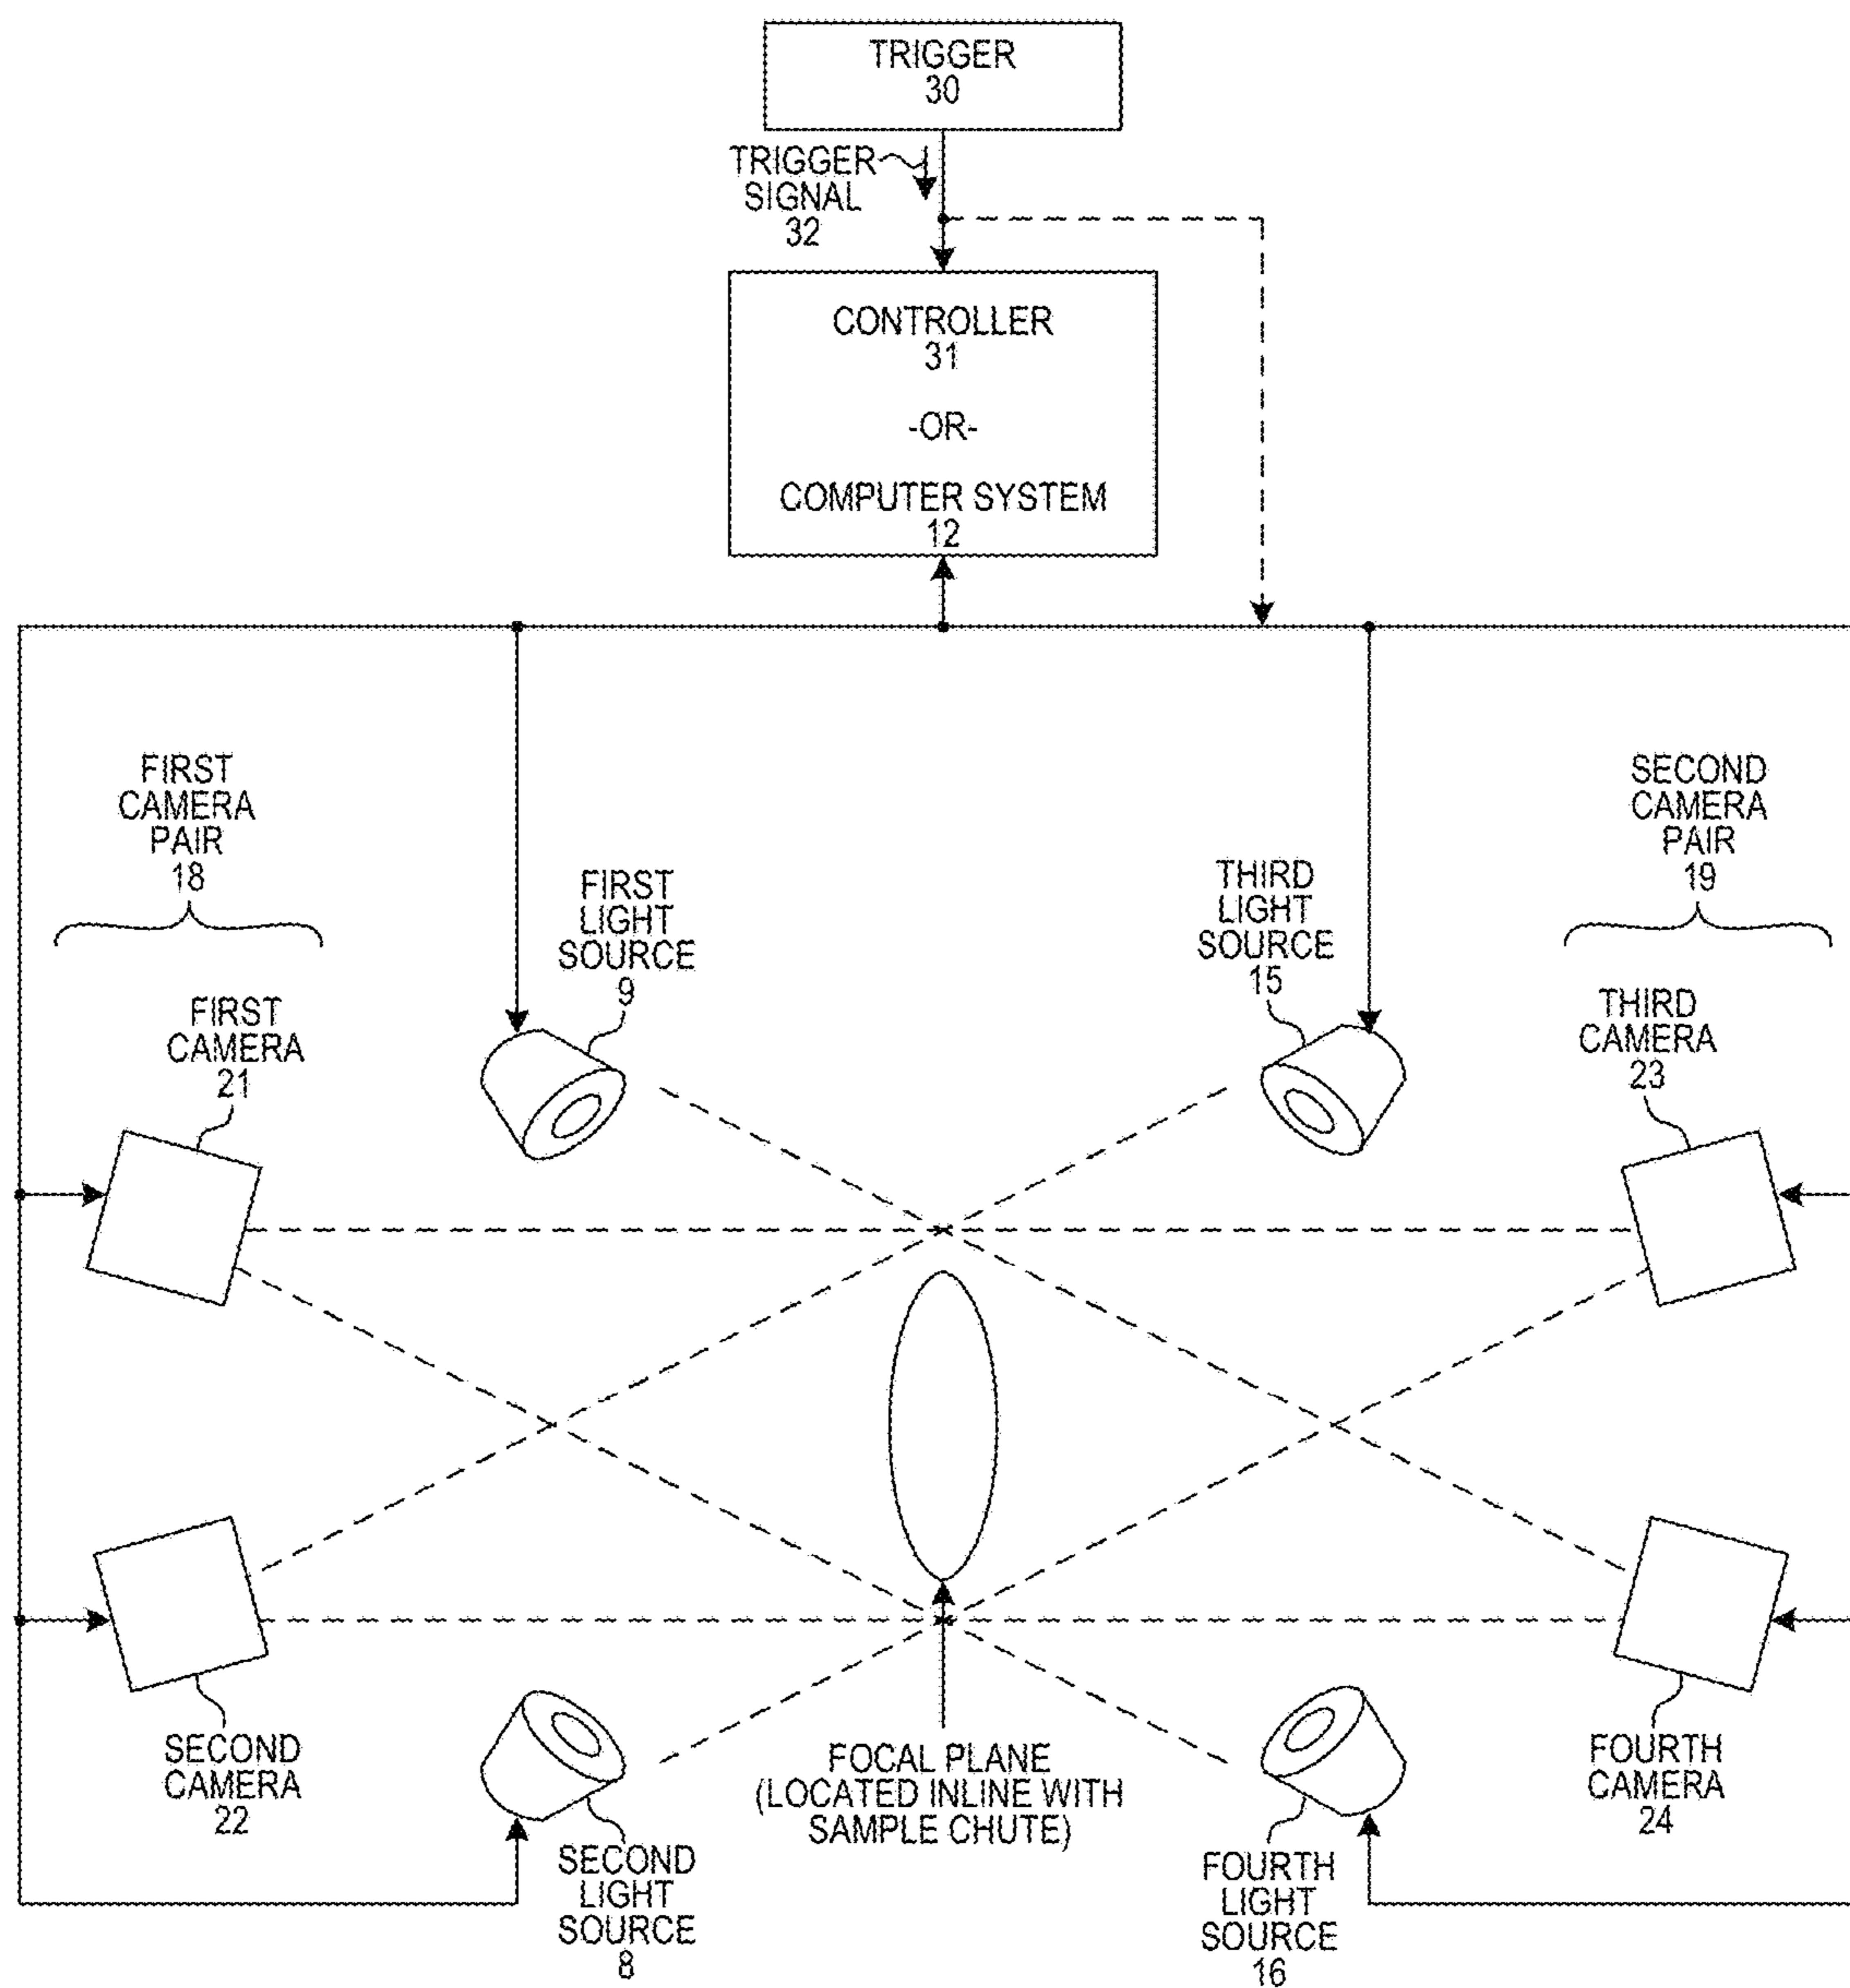 TRIGGER
30
TRIGGER
SIGNAL
32
CONTROLLER
31
-OR-
COMPUTER SYSTEM
12
FIRST
CAMERA
PAIR
18
SECOND
CAMERA
PAIR
19
FIRST
LIGHT
SOURCE
9
THIRD
LIGHT
SOURCE
15
FIRST
CAMERA
21
THIRD
CAMERA
23
SECOND
CAMERA
22
SECOND
LIGHT
SOURCE
8
FOCAL PLANE
(LOCATED INLINE WITH
SAMPLE CHUTE)
FOURTH
LIGHT
SOURCE
16
FOURTH
CAMERA
24